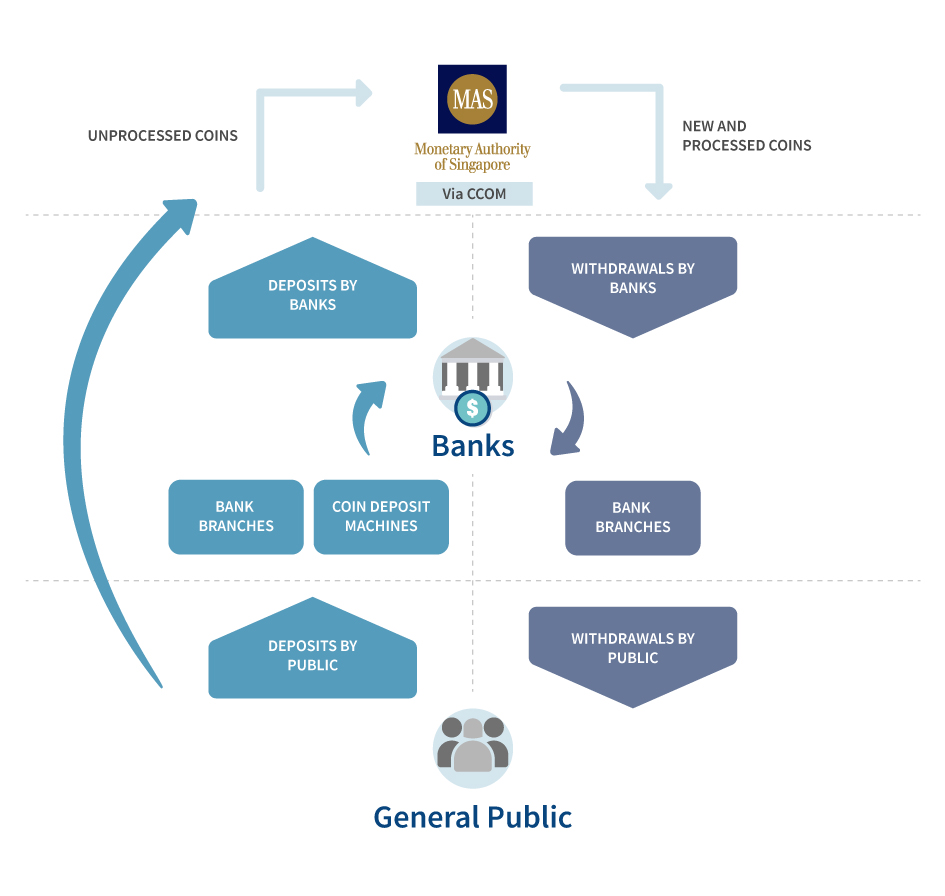 MAS
Monetary Authority
of Singapore
Via CCOM
UNPROCESSED COINS
NEW AND
PROCESSED COINS
DEPOSITS BY
BANKS
WITHDRAWALS BY
BANKS
$
Banks
BANK
BRANCHES
COIN DEPOSIT
MACHINES
BANK
BRANCHES
DEPOSITS BY
PUBLIC
WITHDRAWALS BY
PUBLIC
General Public